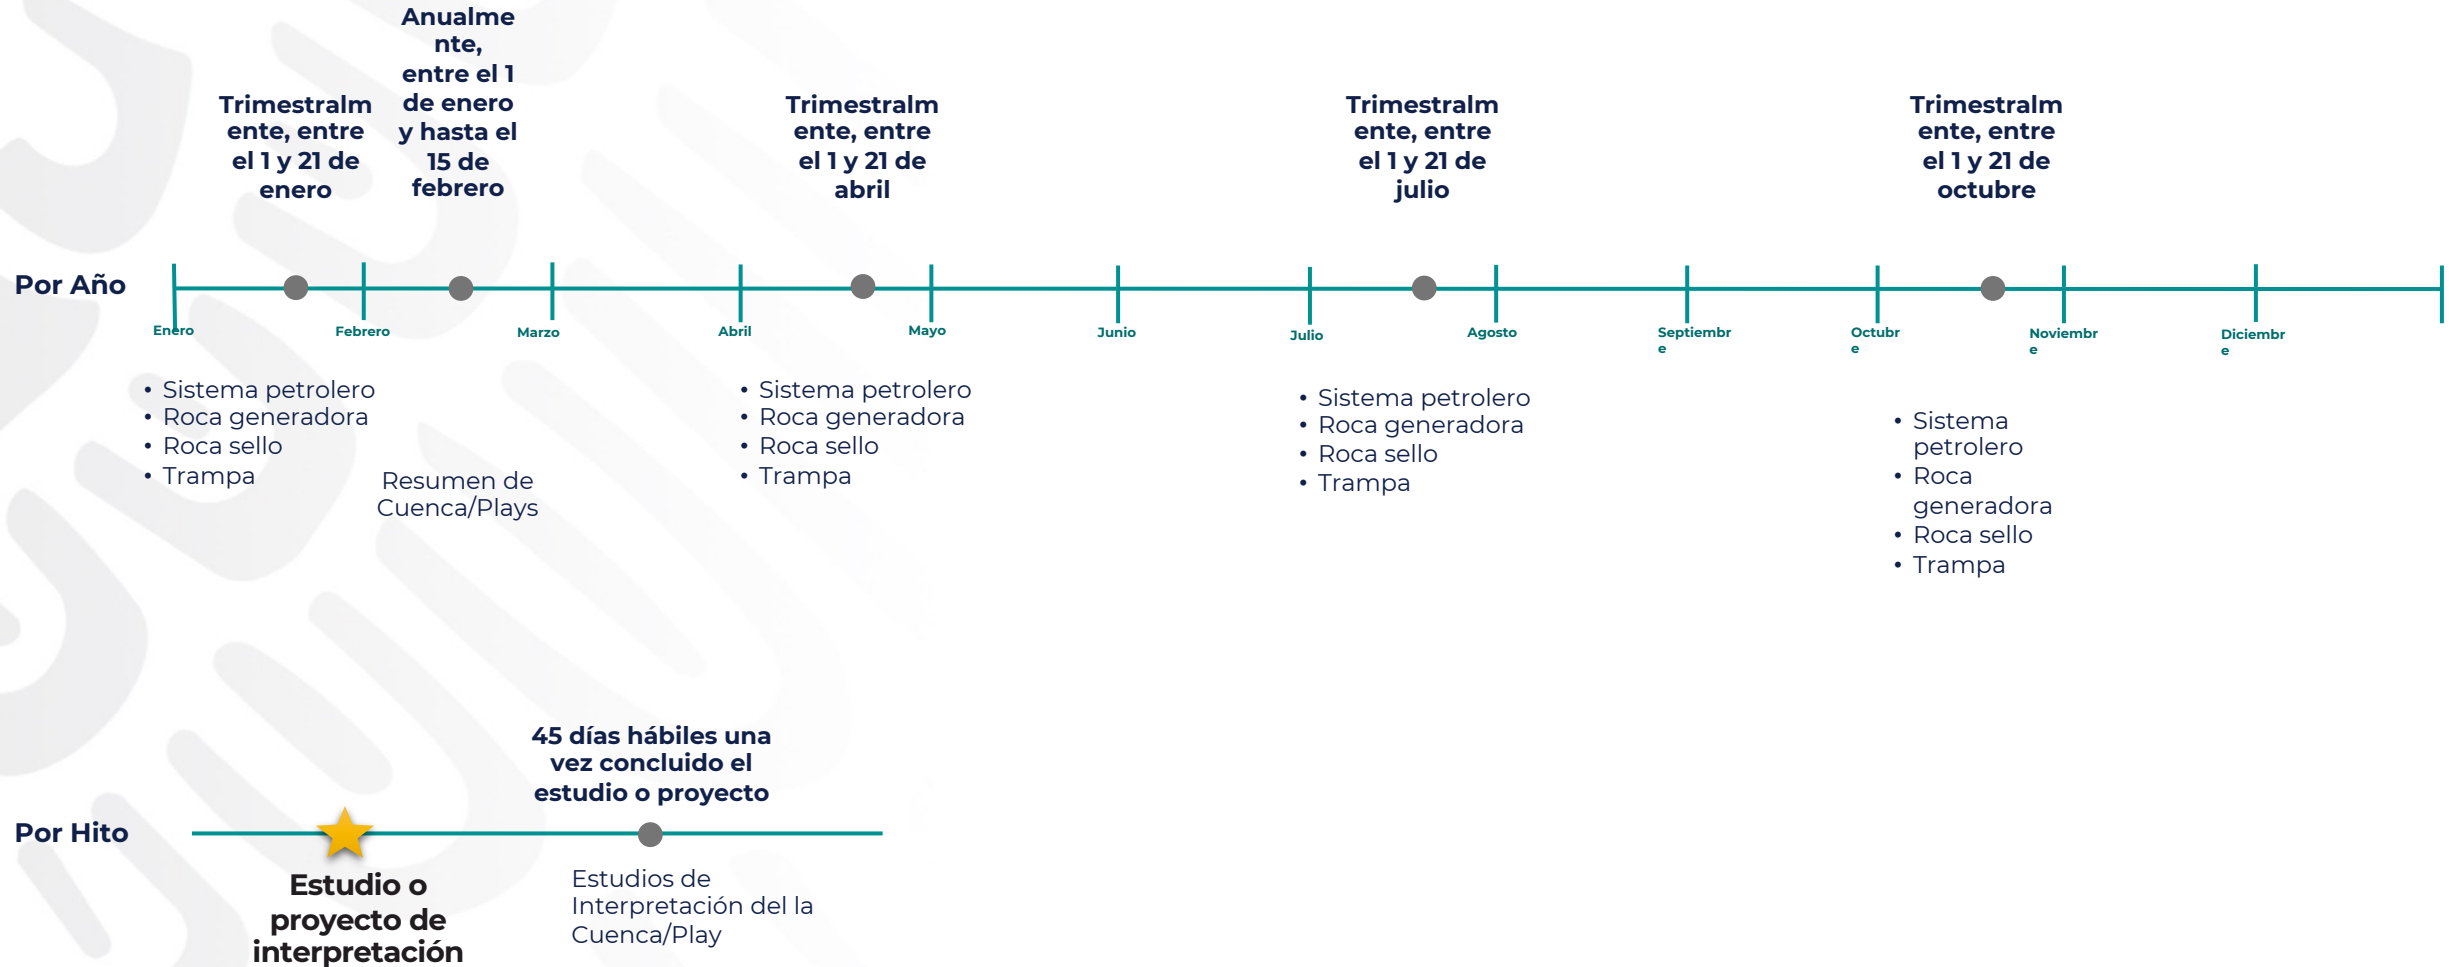 Anualme
nte,
entre el 1
de enero
y hasta el
15 de
febrero
Trimestralm
ente, entre
el 1 y 21 de
enero
Trimestralm
ente, entre
el 1 y 21 de
abril
Trimestralm
ente, entre
el 1 y 21 de
julio
Trimestralm
ente, entre
el 1 y 21 de
octubre
Por Año
Enero
Febrero
Marzo
Abril
Mayo
Junio
Julio
Agosto
Septiembr
e
Octubr
e
Noviembr
e
Diciembr
e
• Sistema petrolero
• Roca generadora
• Roca sello
• Trampa
Resumen de
Cuenca/Plays
• Sistema petrolero
• Roca generadora
• Roca sello
• Trampa
• Sistema petrolero
• Roca generadora
• Roca sello
• Trampa
• Sistema
petrolero
• Roca
generadora
• Roca sello
• Trampa
45 días hábiles una
vez concluido el
estudio o proyecto
Por Hito
Estudio o
proyecto de
interpretación
Estudios de
Interpretación del la
Cuenca/Play